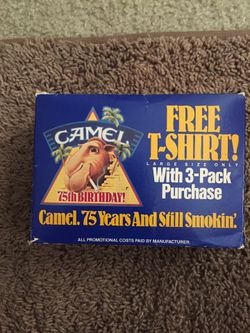 CAMEL
75th BIRTHDAY!
FREE
T-SHIRT!
LARGE SIZE ONLY
With 3-Pack
Purchase
Camel. 75 Years And Still Smokin'.
ALL PROMOTIONAL COSTS PAID BY MANUFACTURER.